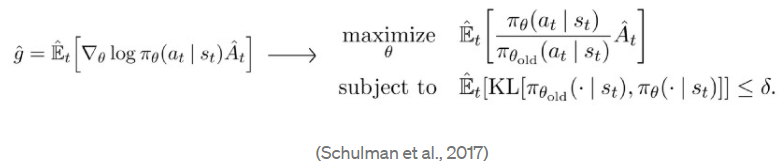 ĝ = Ê_t[∇_θ log π_θ(a_t | s_t)Â_t] ⟶ maximize_θ Ê_t[π_θ(a_t | s_t) / π_θ_old(a_t | s_t) Â_t]
subject to Ê_t[KL[π_θ_old(· | s_t), π_θ(· | s_t)]] ≤ δ.
(Schulman et al., 2017)